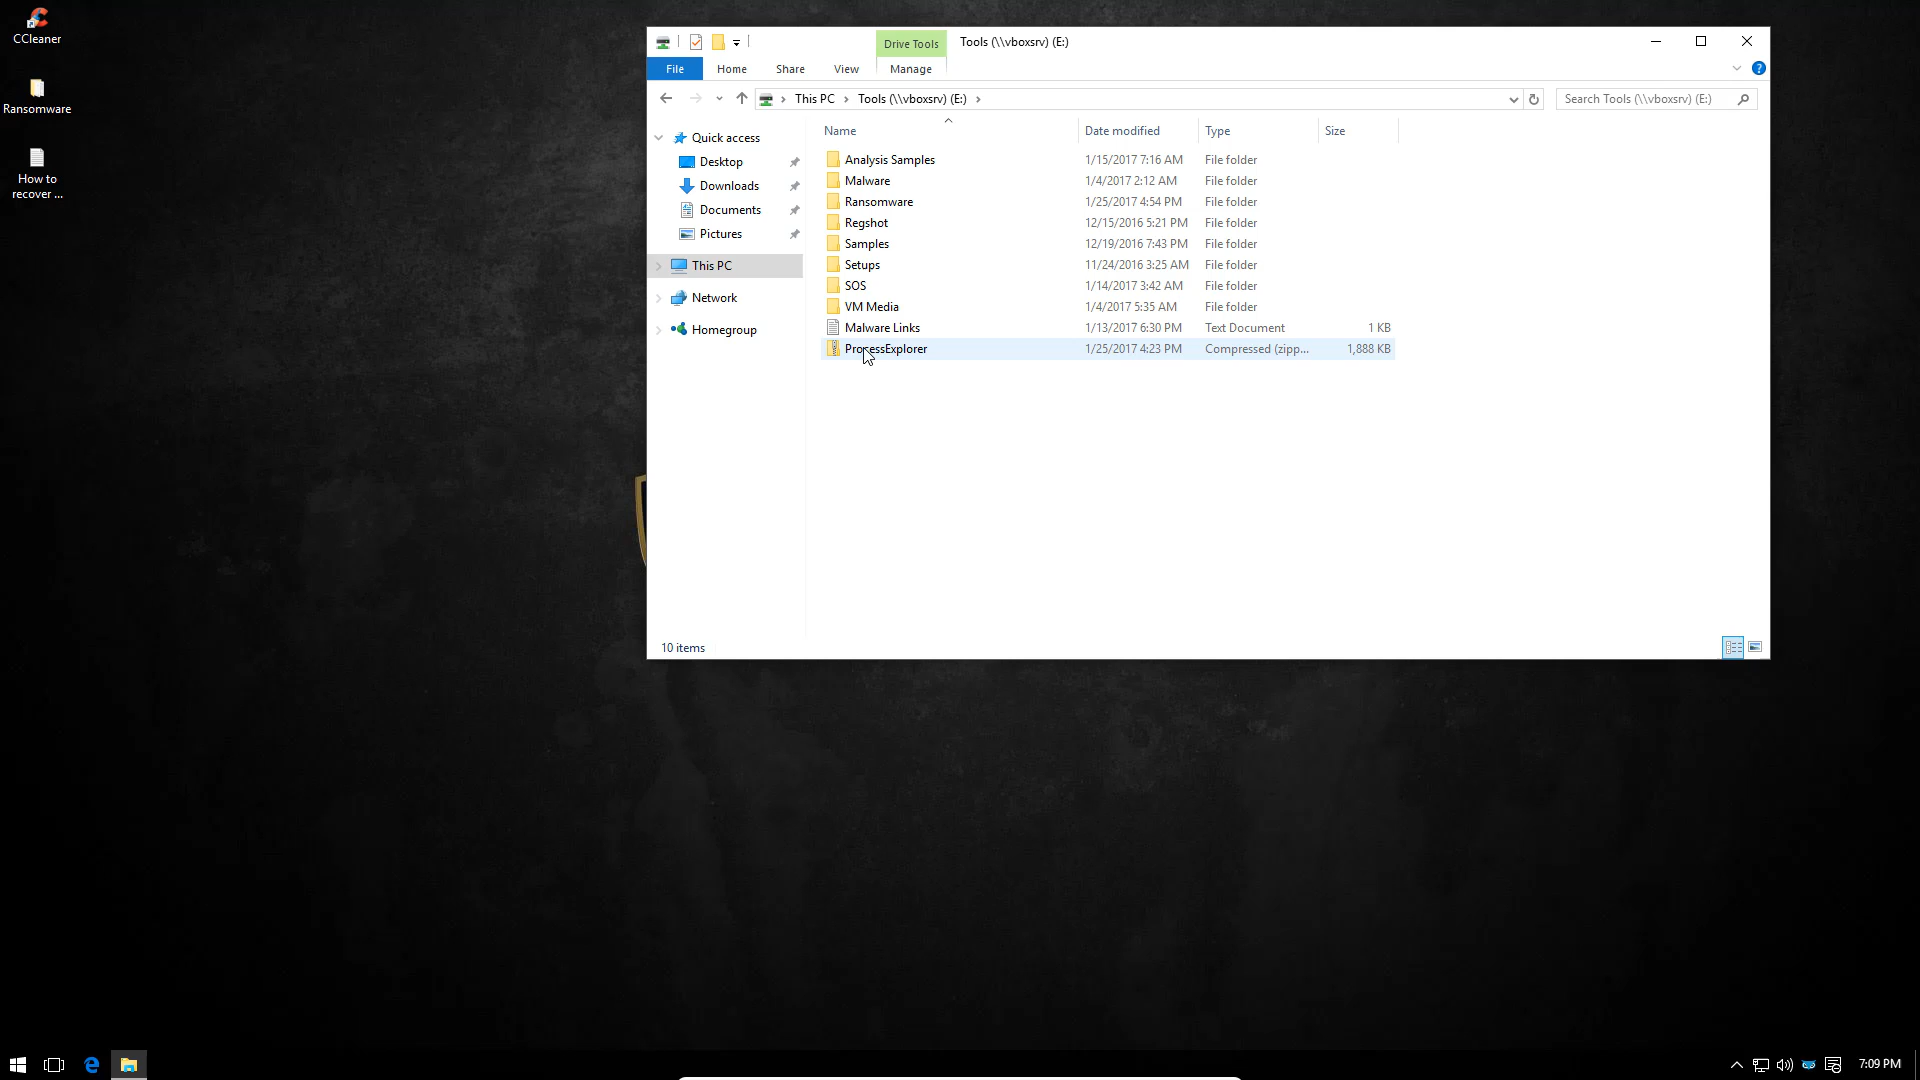 CCleaner
Ransomware
How to
recover ...
Drive Tools
Tools (\\vboxsrv) (E:)
File
Home
Share
View
Manage
This PC
Tools (\\vboxsrv) (E:)
Search Tools (\\vboxsrv) (E:)
Quick access
Desktop
Downloads
Documents
Pictures
This PC
Network
Homegroup
Name Date modified Type Size
Analysis Samples 1/15/2017 7:16 AM File folder
Malware 1/4/2017 2:12 AM File folder
Ransomware 1/25/2017 4:54 PM File folder
Regshot 12/15/2016 5:21 PM File folder
Samples 12/19/2016 7:43 PM File folder
Setups 11/24/2016 3:25 AM File folder
SOS 1/14/2017 3:42 AM File folder
VM Media 1/4/2017 5:35 AM File folder
Malware Links 1/13/2017 6:30 PM Text Document 1 KB
ProcessExplorer 1/25/2017 4:23 PM Compressed (zipp... 1,888 KB
10 items
7:09 PM